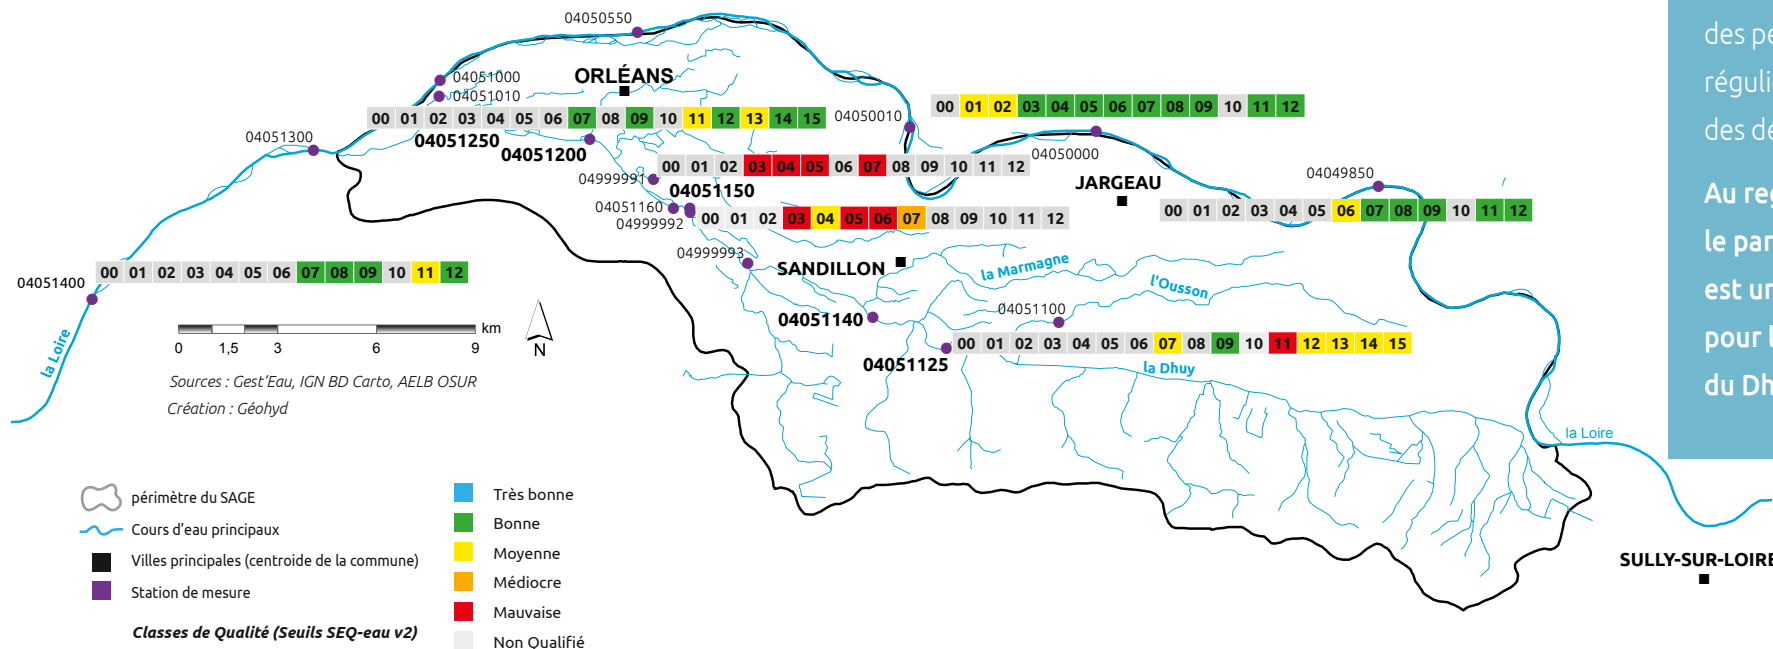 04050550
des pe
réguli
des dé
04051000
ORLÉANS
04051010
00 01 02 03 04 05 06 07 08 09 10 11 12 13 14 15
04050010
00 01 02 03 04 05 06 07 08 09 10 11 12
04051300
04051250
04051200
04050000
00 01 02 03 04 05 06 07 08 09 10 11 12
04999991
04051150
JARGEAU
04049850
Au reg
le par
est un
pour l
du Dh
04051160
04999992
00 01 02 03 04 05 06 07 08 09 10 11 12
00 01 02 03 04 05 06 07 08 09 10 11 12
04999993
SANDILLON
la Marmagne
l'Ousson
04051400
00 01 02 03 04 05 06 07 08 09 10 11 12
la Loire
04051140
04051100
04051125
00 01 02 03 04 05 06 07 08 09 10 11 12 13 14 15
la Dhuy
km
0 1,5 3 6 9
N
Sources : Gest'Eau, IGN BD Carto, AELB OSUR
Création : Géohyd
la Loire
périmètre du SAGE
Cours d'eau principaux
Villes principales (centroide de la commune)
Station de mesure
Classes de Qualité (Seuils SEQ-eau v2)
Très bonne
Bonne
Moyenne
Médiocre
Mauvaise
Non Qualifié
SULLY-SUR-LOIRE